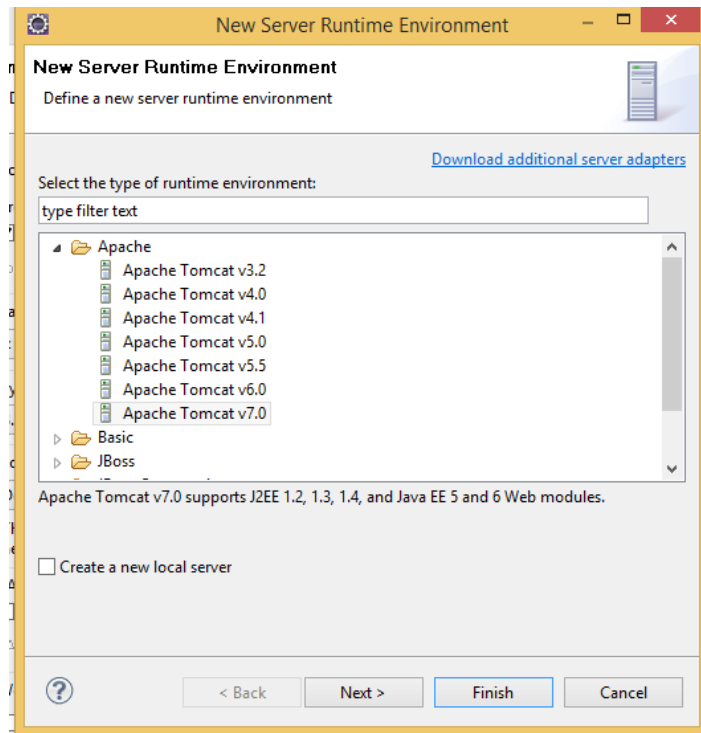 New Server Runtime Environment
New Server Runtime Environment
Define a new server runtime environment
Download additional server adapters
Select the type of runtime environment:
type filter text
Apache
Apache Tomcat v3.2
Apache Tomcat v4.0
Apache Tomcat v4.1
Apache Tomcat v5.0
Apache Tomcat v5.5
Apache Tomcat v6.0
Apache Tomcat v7.0
Basic
JBoss
Apache Tomcat v7.0 supports J2EE 1.2, 1.3, 1.4, and Java EE 5 and 6 Web modules.
Create a new local server
? < Back Next > Finish Cancel